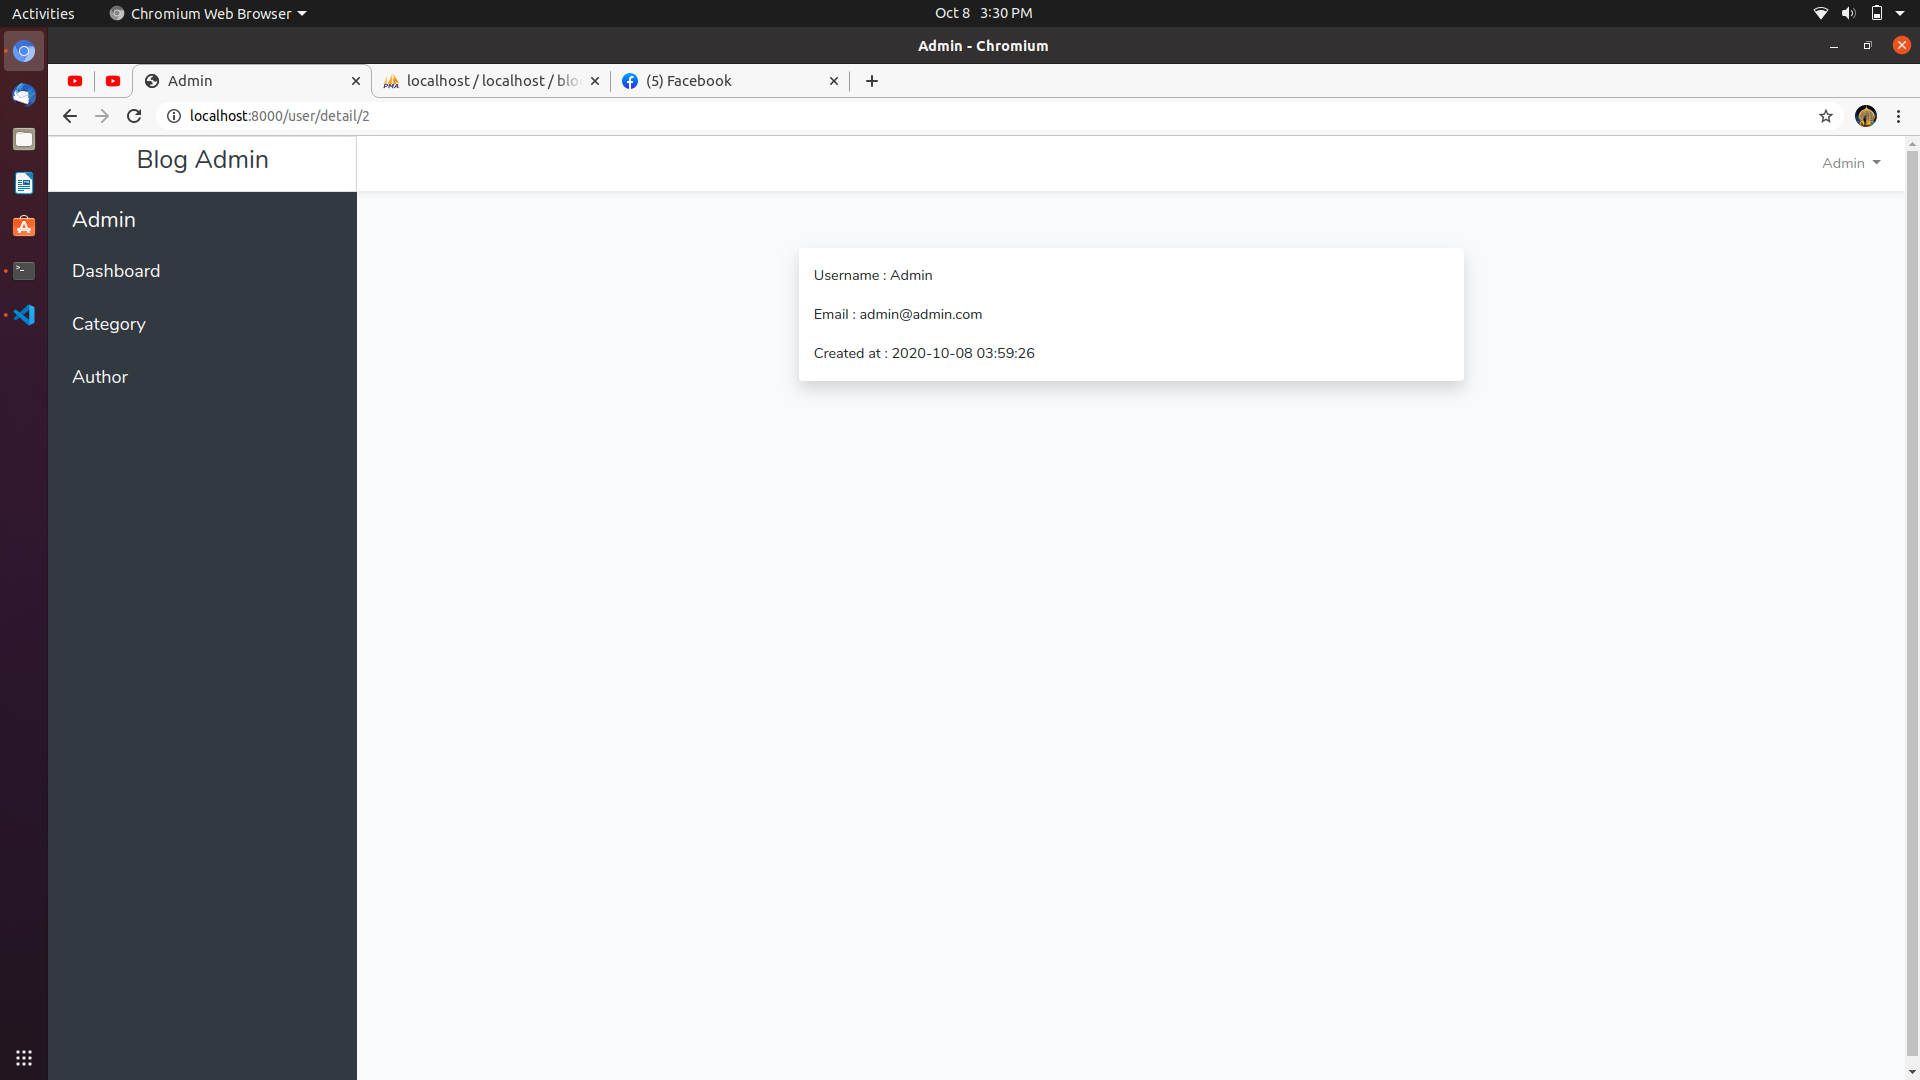 Activities
Chromium Web Browser
Oct 8 3:30 PM
Admin - Chromium
Admin
localhost / localhost / blo
(5) Facebook
localhost:8000/user/detail/2
Blog Admin
Admin
Admin
Dashboard
Category
Author
Username : Admin
Email : admin@admin.com
Created at : 2020-10-08 03:59:26